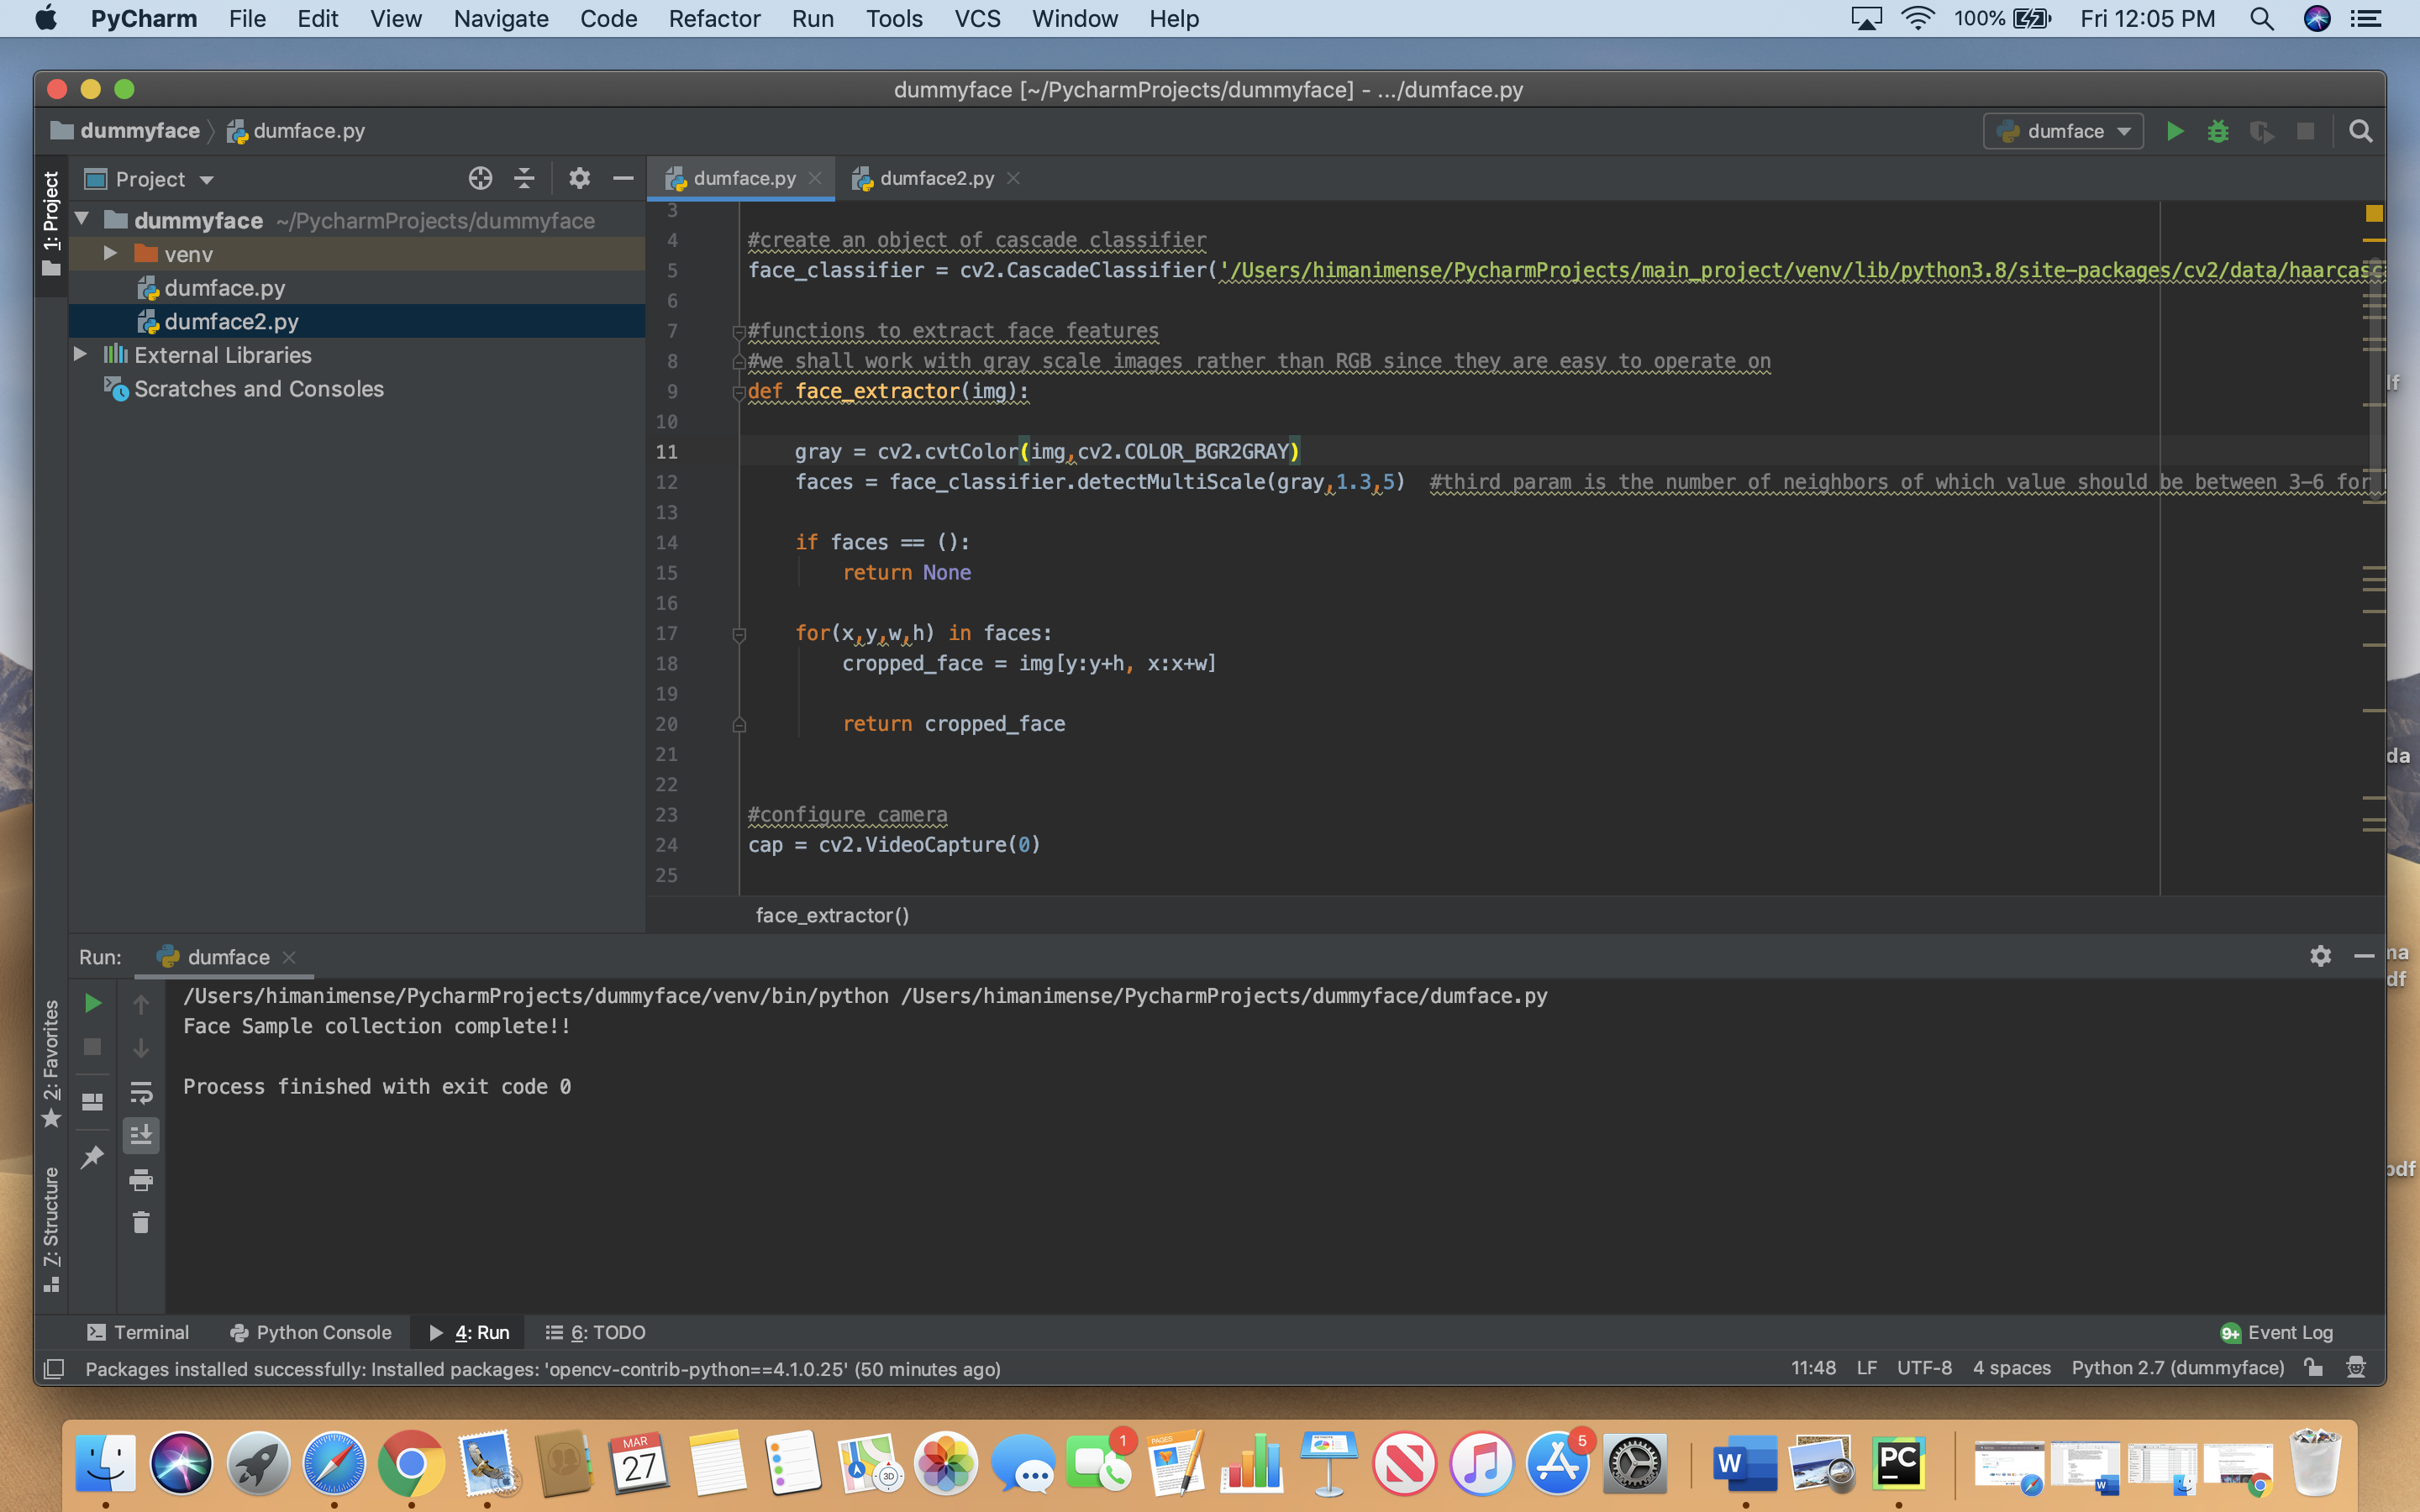 PyCharm File Edit View Navigate Code Refactor Run Tools VCS Window Help 100% Fri 12:05 PM
dummyface [~/PycharmProjects/dummyface] - .../dumface.py
dummyface dumface.py dumface
1: Project
Project
dumface.py dumface2.py
dummyface ~/PycharmProjects/dummyface
venv
dumface.py
dumface2.py
External Libraries
Scratches and Consoles
3
4 #create an object of cascade classifier
5 face_classifier = cv2.CascadeClassifier('/Users/himanimense/PycharmProjects/main_project/venv/lib/python3.8/site-packages/cv2/data/haarcasc
6
7 #functions to extract face features
8 #we shall work with gray scale images rather than RGB since they are easy to operate on
9 def face_extractor(img):
10
11 gray = cv2.cvtColor(img,cv2.COLOR_BGR2GRAY)
12 faces = face_classifier.detectMultiScale(gray,1.3,5) #third param is the number of neighbors of which value should be between 3-6 for
13
14 if faces == ():
15 return None
16
17 for(x,y,w,h) in faces:
18 cropped_face = img[y:y+h, x:x+w]
19
20 return cropped_face
21
22
23 #configure camera
24 cap = cv2.VideoCapture(0)
25
face_extractor()
Run: dumface
/Users/himanimense/PycharmProjects/dummyface/venv/bin/python /Users/himanimense/PycharmProjects/dummyface/dumface.py
Face Sample collection complete!!
Process finished with exit code 0
2: Favorites
Z: Structure
Terminal Python Console 4: Run 6: TODO 9+ Event Log
Packages installed successfully: Installed packages: 'opencv-contrib-python==4.1.0.25' (50 minutes ago) 11:48 LF UTF-8 4 spaces Python 2.7 (dummyface)
da
df
pdf
MAR
27
3D
1
PAGES
5
W
PC